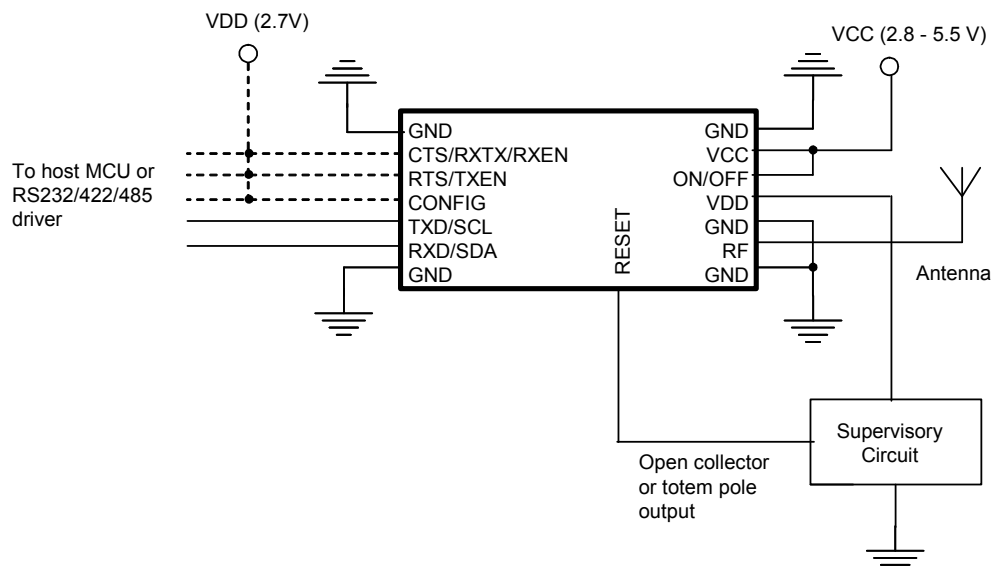 VDD (2.7V)
VCC (2.8 - 5.5 V)
To host MCU or
RS232/422/485
driver
GND
CTS/RXTX/RXEN
RTS/TXEN
CONFIG
TXD/SCL
RXD/SDA
GND
RESET
GND
VCC
ON/OFF
VDD
GND
RF
GND
Antenna
Supervisory
Circuit
Open collector
or totem pole
output